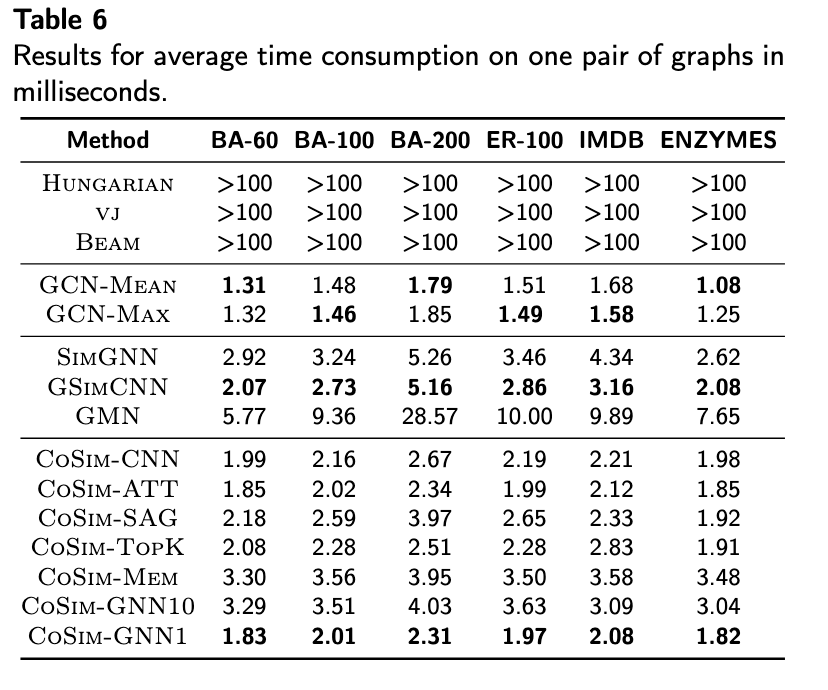 Table 6
Results for average time consumption on one pair of graphs in
milliseconds.
Method BA-60 BA-100 BA-200 ER-100 IMDB ENZYMES
HUNGARIAN >100 >100 >100 >100 >100 >100
VJ >100 >100 >100 >100 >100 >100
BEAM >100 >100 >100 >100 >100 >100
GCN-MEAN 1.31 1.48 1.79 1.51 1.68 1.08
GCN-MAX 1.32 1.46 1.85 1.49 1.58 1.25
SIMGNN 2.92 3.24 5.26 3.46 4.34 2.62
GSIMCNN 2.07 2.73 5.16 2.86 3.16 2.08
GMN 5.77 9.36 28.57 10.00 9.89 7.65
COSIM-CNN 1.99 2.16 2.67 2.19 2.21 1.98
COSIM-ATT 1.85 2.02 2.34 1.99 2.12 1.85
COSIM-SAG 2.18 2.59 3.97 2.65 2.33 1.92
COSIM-TOPK 2.08 2.28 2.51 2.28 2.83 1.91
COSIM-MEM 3.30 3.56 3.95 3.50 3.58 3.48
COSIM-GNN10 3.29 3.51 4.03 3.63 3.09 3.04
COSIM-GNN1 1.83 2.01 2.31 1.97 2.08 1.82